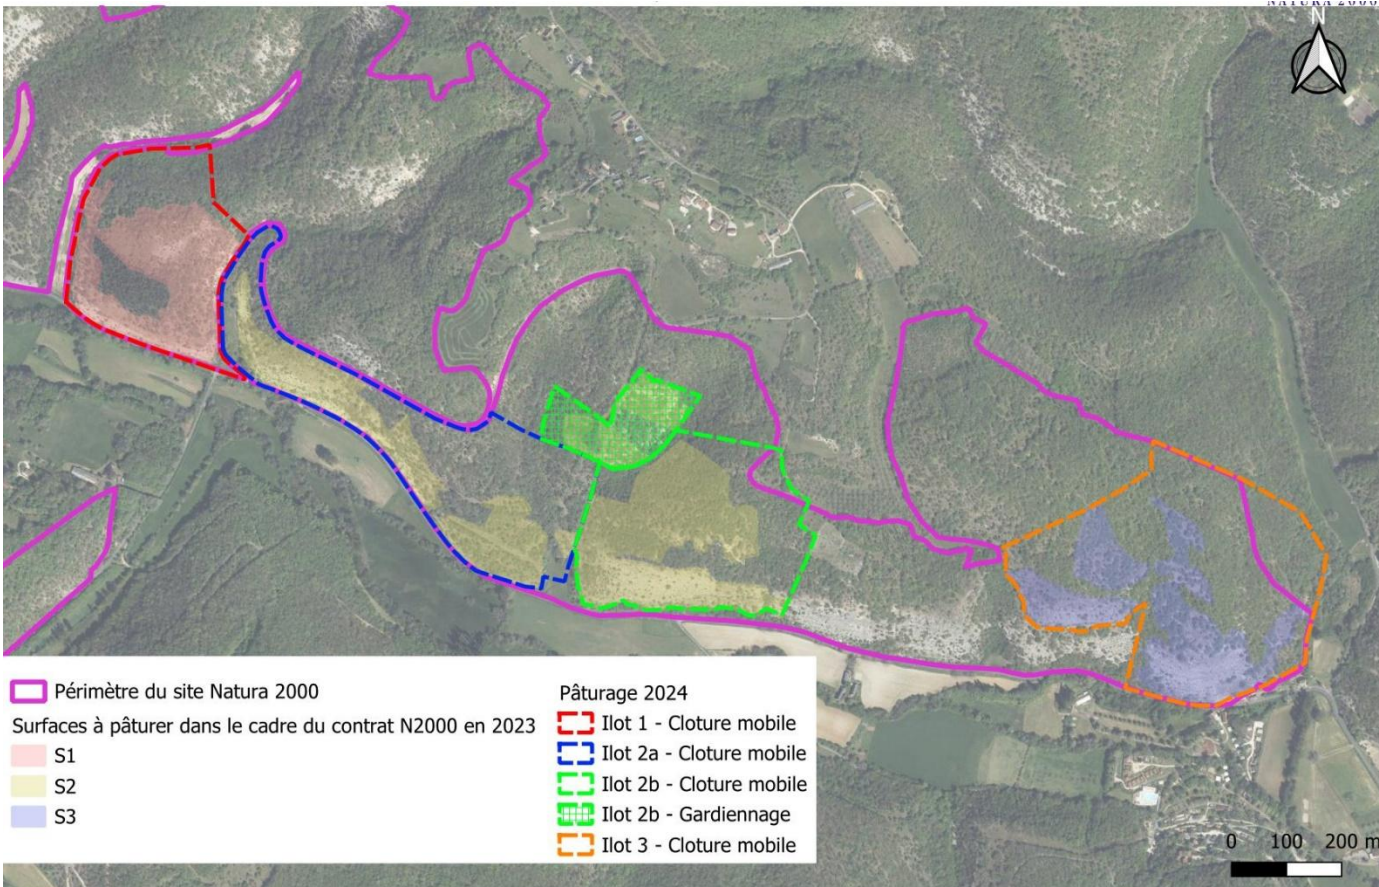 NATURA 2000
N
Périmètre du site Natura 2000
Surfaces à pâturer dans le cadre du contrat N2000 en 2023
S1
S2
S3
Pâturage 2024
Ilot 1 - Cloture mobile
Ilot 2a - Cloture mobile
Ilot 2b - Cloture mobile
Ilot 2b - Gardiennage
Ilot 3 - Cloture mobile
0 100 200 m